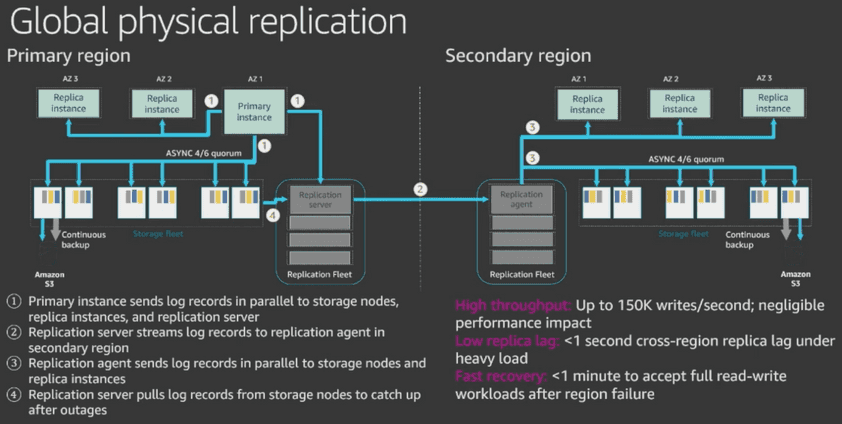 Global physical replication
Primary region
Secondary region
AZ 3
AZ 2
AZ 1
AZ 1
AZ 2
AZ 3
Replica
instance
Replica
instance
1
Primary
instance
1
Replica
instance
Replica
instance
Replica
instance
1
3
ASYNC 4/6 quorum
3
ASYNC 4/6 quorum
Replication
server
2
Replication
agent
4
Continuous
backup
Storage fleet
Storage fleet
Continuous
backup
Amazon
S3
Replication Fleet
Replication Fleet
Amazon
S3
1 Primary instance sends log records in parallel to storage nodes,
replica instances, and replication server
2 Replication server streams log records to replication agent in
secondary region
3 Replication agent sends log records in parallel to storage nodes and
replica instances
4 Replication server pulls log records from storage nodes to catch up
after outages
High throughput: Up to 150K writes/second; negligible
performance impact
Low replica lag: <1 second cross-region replica lag under
heavy load
Fast recovery: <1 minute to accept full read-write
workloads after region failure